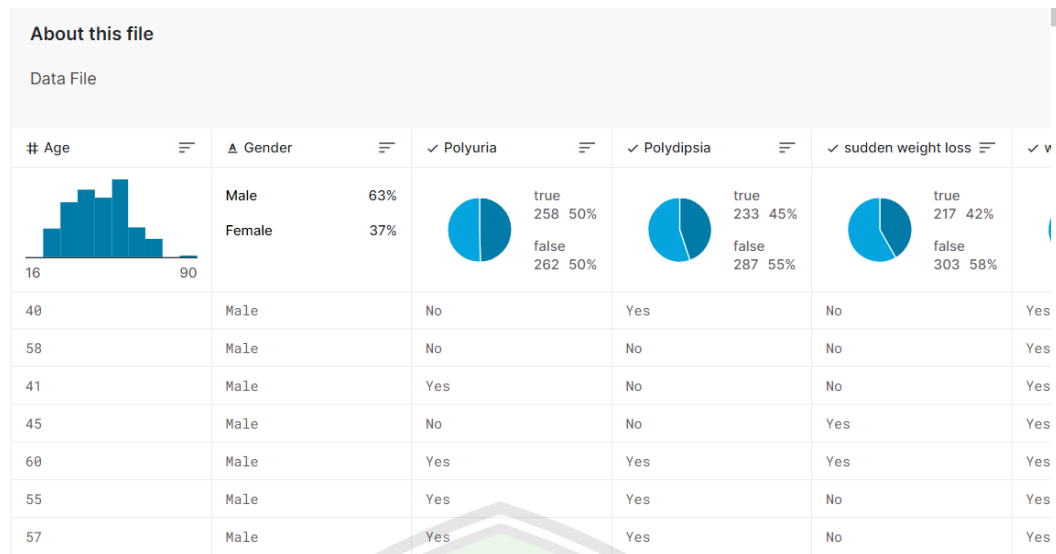 About this file
Data File
# Age A Gender Polyuria Polydipsia sudden weight loss
Male 63%
Female 37%
true
258 50%
false
262 50%
true
233 45%
false
287 55%
true
217 42%
false
303 58%
16 90
40 Male No Yes No Yes
58 Male No No No Yes
41 Male Yes No No Yes
45 Male No No Yes Yes
60 Male Yes Yes Yes Yes
55 Male Yes Yes No Yes
57 Male Yes Yes No Yes